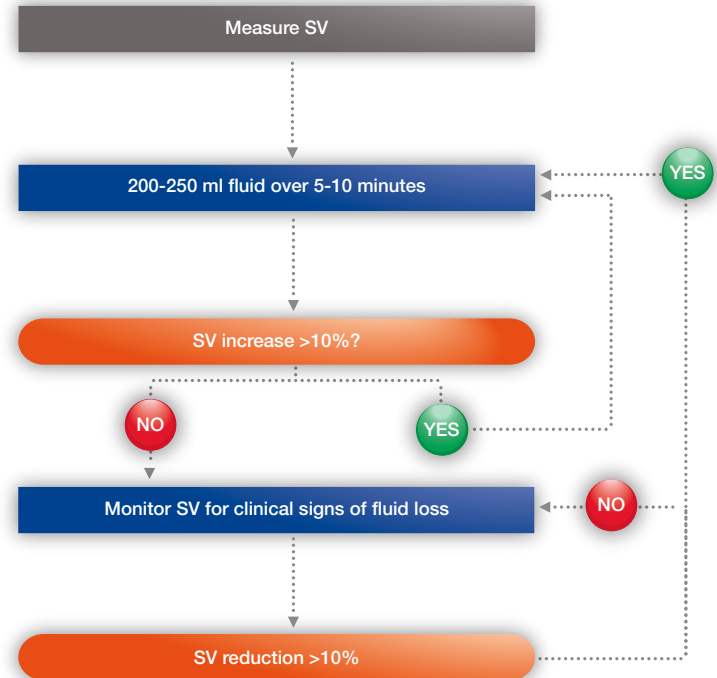 Measure SV
200-250 ml fluid over 5-10 minutes
YES
SV increase >10%?
NO
YES
Monitor SV for clinical signs of fluid loss
NO
SV reduction >10%